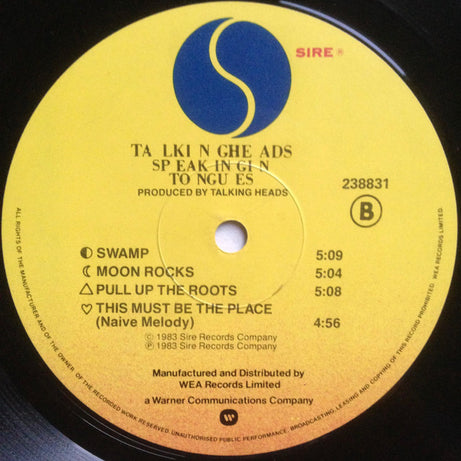 SIRE ®
TA LKI N GHE ADS
SP EAK IN GI N
TO NGU ES
PRODUCED BY TALKING HEADS
238831
B
SWAMP 5:09
MOON ROCKS 5:04
PULL UP THE ROOTS 5:08
THIS MUST BE THE PLACE
(Naive Melody) 4:56
© 1983 Sire Records Company
℗ 1983 Sire Records Company
Manufactured and Distributed by
WEA Records Limited
a Warner Communications Company
ALL RIGHTS OF THE MANUFACTURER AND OF THE OWNER OF THE RECORDED WORK RESERVED. UNAUTHORISED PUBLIC PERFORMANCE, BROADCASTING, LEASING AND COPYING OF THIS RECORD PROHIBITED. WEA RECORDS LIMITED.